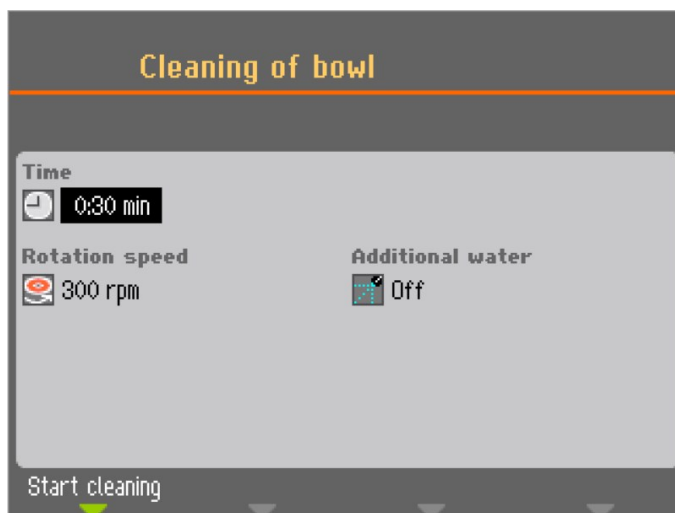 Cleaning of bowl
Time
0:30 min
Rotation speed
300 rpm
Additional water
Off
Start cleaning